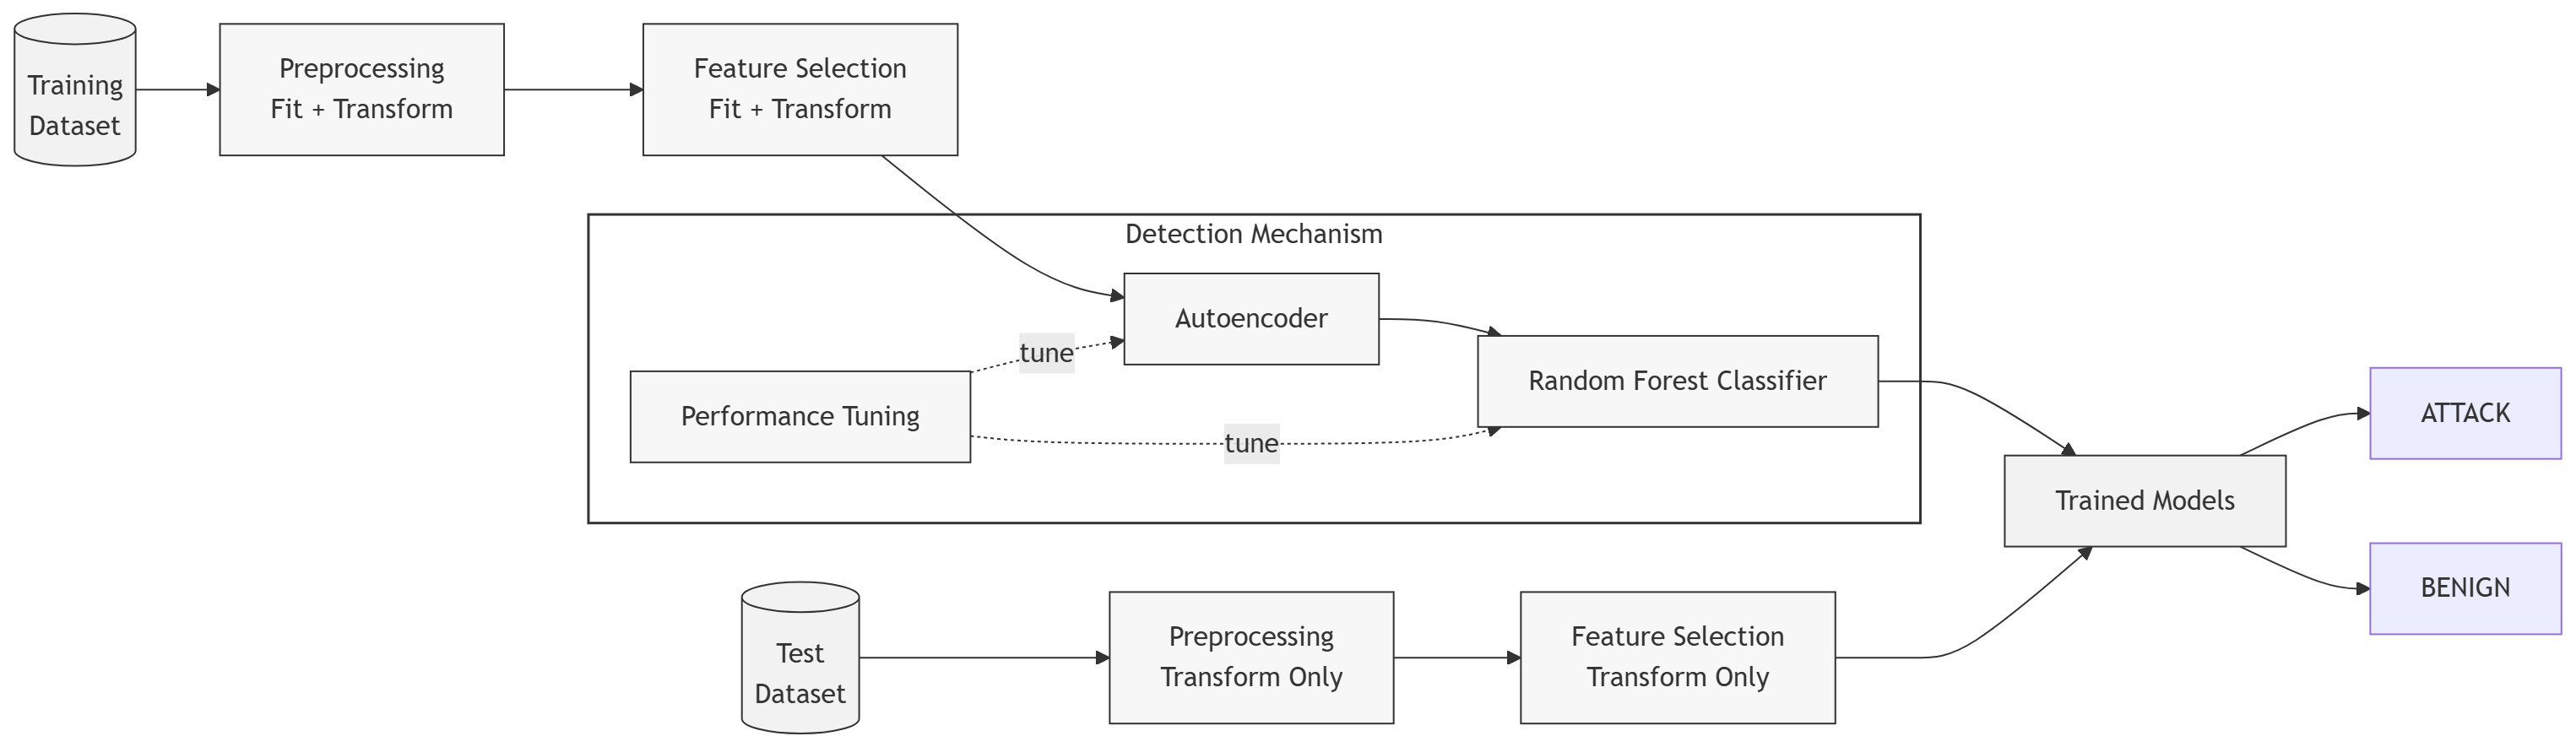 Training
Dataset
Preprocessing
Fit + Transform
Feature Selection
Fit + Transform
Detection Mechanism
Autoencoder
tune
Performance Tuning
tune
Random Forest Classifier
Trained Models
ATTACK
BENIGN
Test
Dataset
Preprocessing
Transform Only
Feature Selection
Transform Only